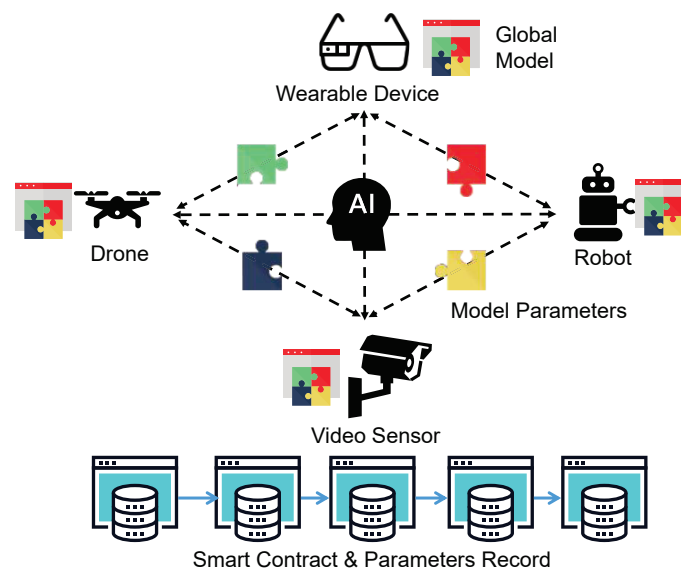 Global
Model
Wearable Device
AI
Drone
Robot
Model Parameters
Video Sensor
Smart Contract & Parameters Record